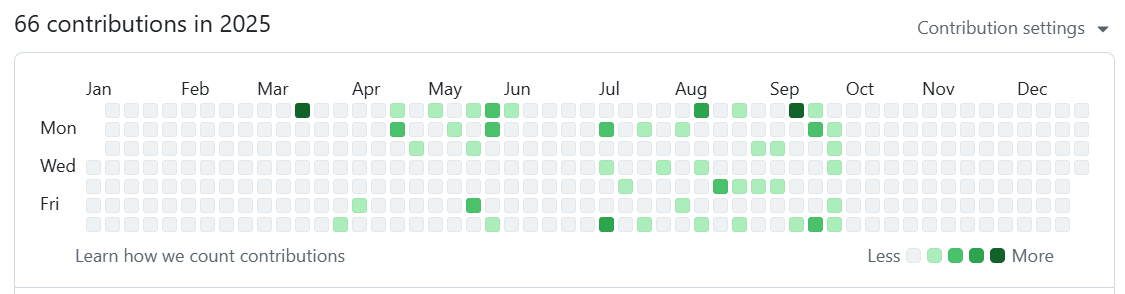 66 contributions in 2025
Contribution settings
Jan Feb Mar Apr May Jun Jul Aug Sep Oct Nov Dec
Mon
Wed
Fri
Learn how we count contributions
Less More